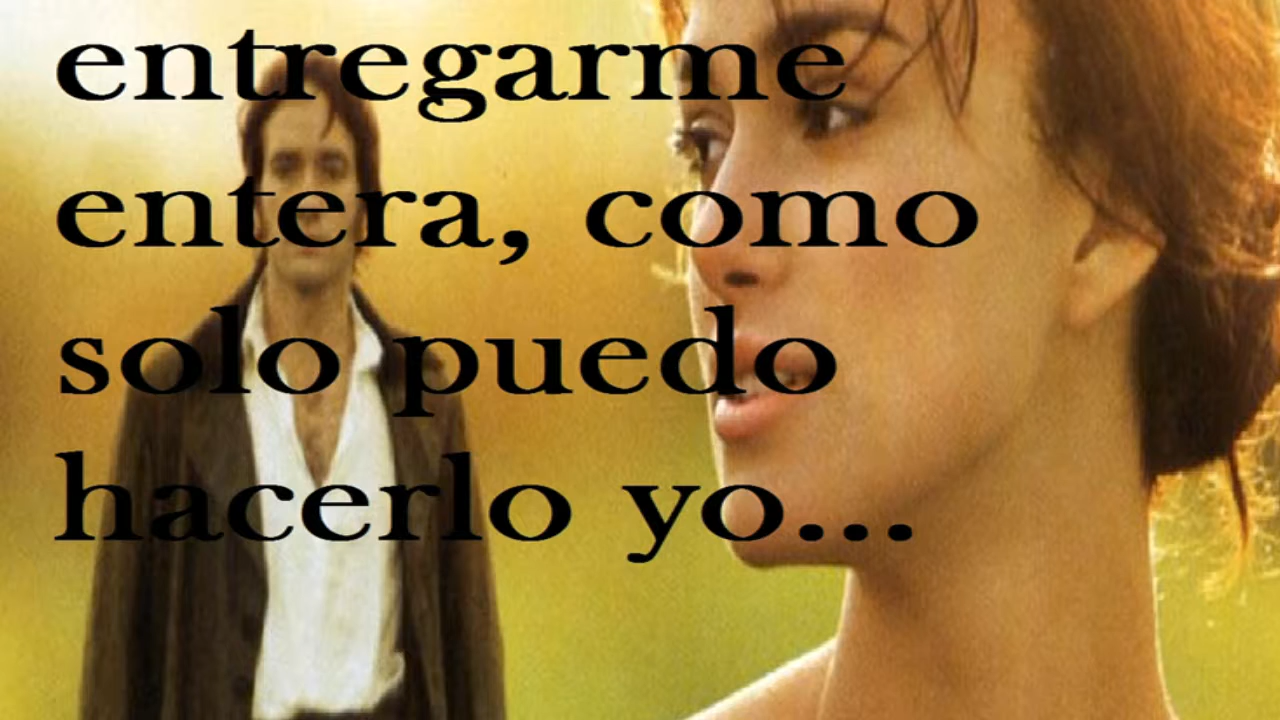 entregarme
entera, como
solo puedo
hacerlo yo...